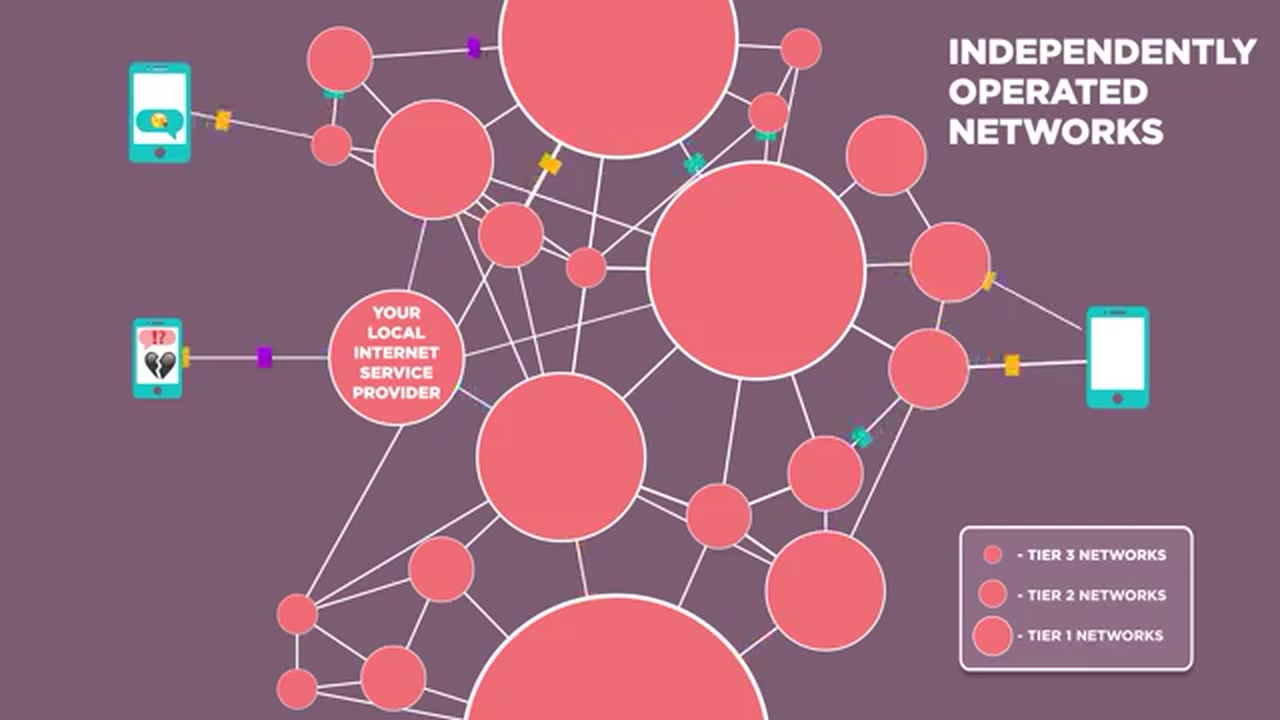 INDEPENDENTLY
OPERATED
NETWORKS
!?
YOUR
LOCAL
INTERNET
SERVICE
PROVIDER
- TIER 3 NETWORKS
- TIER 2 NETWORKS
- TIER 1 NETWORKS